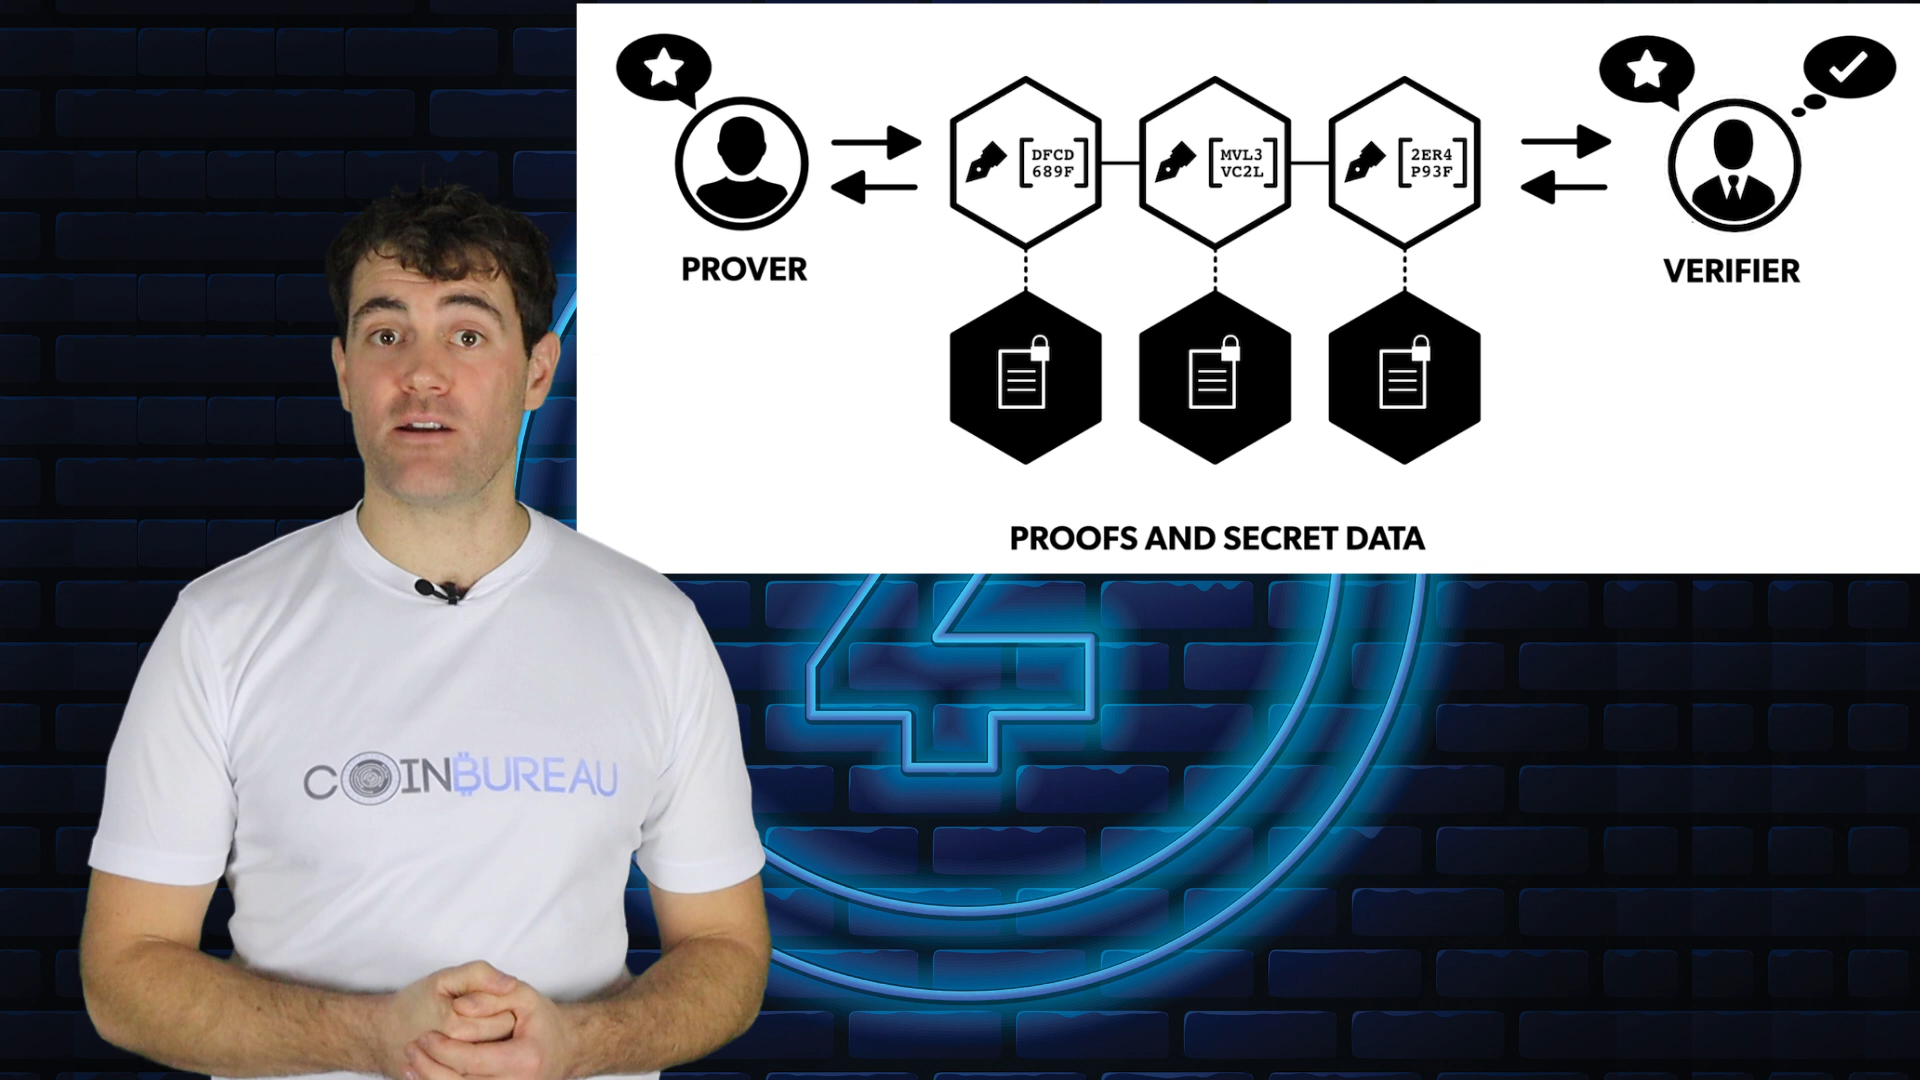 DFCD
689F
MVL3
VC2L
2ER4
P93F
PROVER
VERIFIER
PROOFS AND SECRET DATA
COINBUREAU